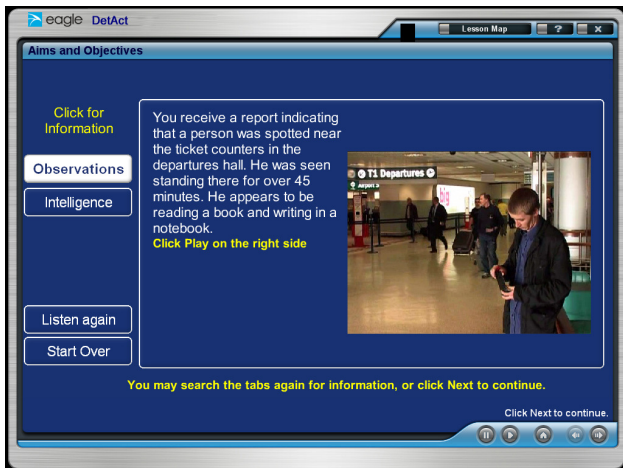 eagle DetAct
Lesson Map
?
X
Aims and Objectives
Click for
Information
Observations
Intelligence
Listen again
Start Over
You receive a report indicating
that a person was spotted near
the ticket counters in the
departures hall. He was seen
standing there for over 45
minutes. He appears to be
reading a book and writing in a
notebook.
Click Play on the right side
T1 Departures
big
You may search the tabs again for information, or click Next to continue.
Click Next to continue.